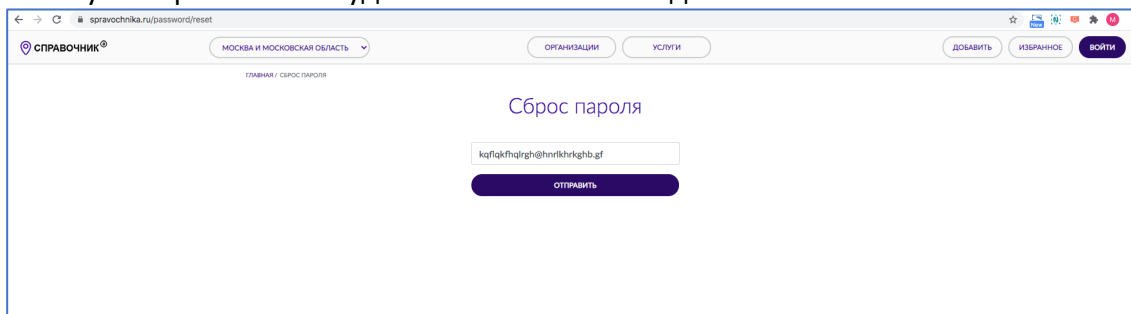 spravochnika.ru/password/reset
New
M
СПРАВОЧНИК®
МОСКВА И МОСКОВСКАЯ ОБЛАСТЬ
ОРГАНИЗАЦИИ
УСЛУГИ
ДОБАВИТЬ
ИЗБРАННОЕ
ВОЙТИ
ГЛАВНАЯ / СБРОС ПАРОЛЯ
Сброс пароля
kqflqkfhqlrgh@hnrlkhrkghb.gf
ОТПРАВИТЬ